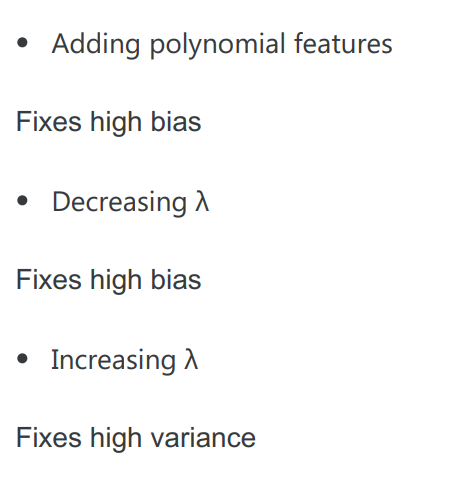 • Adding polynomial features
Fixes high bias
• Decreasing λ
Fixes high bias
• Increasing λ
Fixes high variance